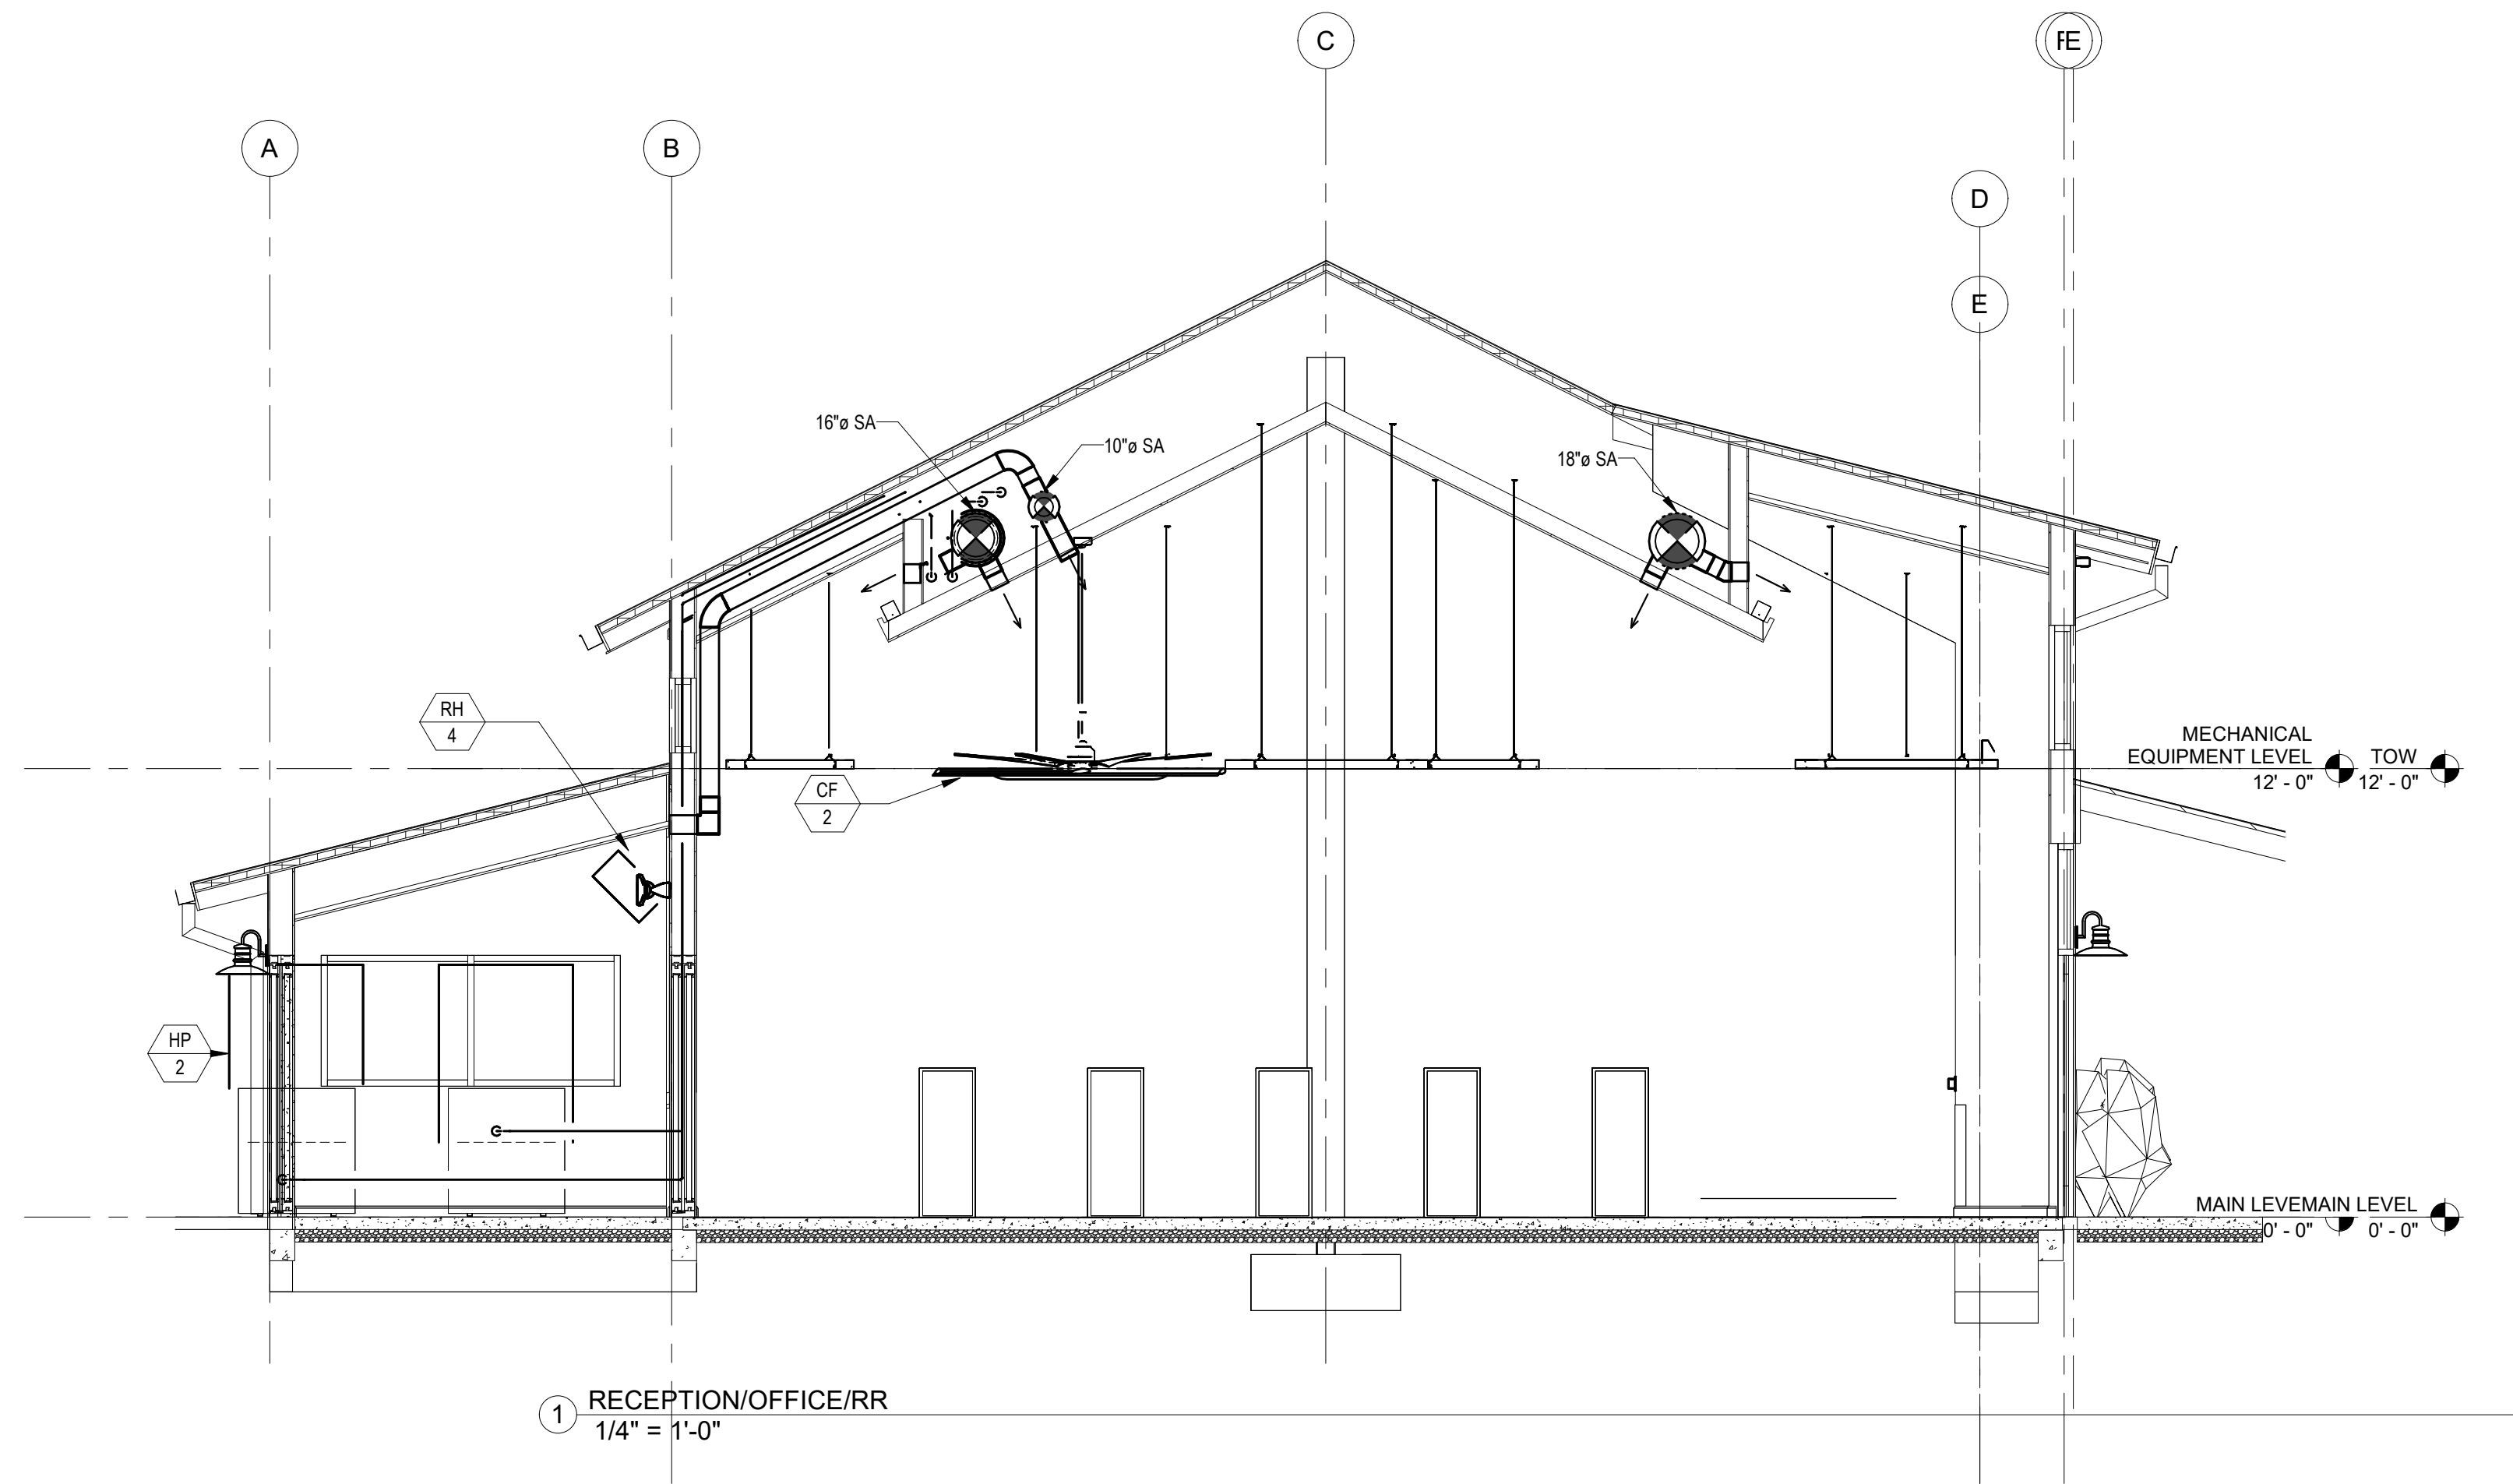 C
FE
A
B
D
E
16"ø SA
10"ø SA
18"ø SA
RH
4
MECHANICAL
EQUIPMENT LEVEL
12' - 0"
TOW
12' - 0"
CF
2
HP
2
MAIN LEVEMAIN LEVEL
0' - 0"
0' - 0"
1
RECEPTION/OFFICE/RR
1/4" = 1'-0"